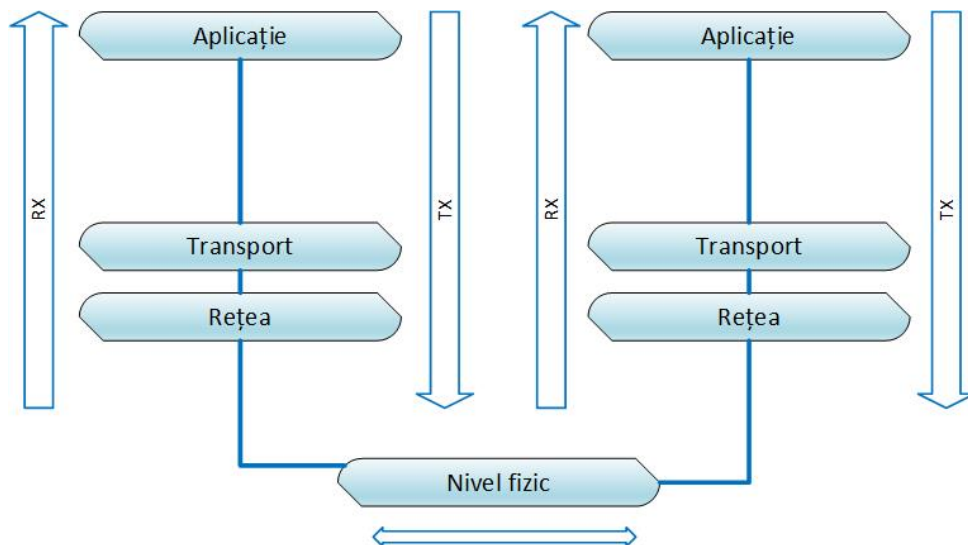 Aplicație
Aplicație
RX
TX
RX
TX
Transport
Transport
Rețea
Rețea
Nivel fizic